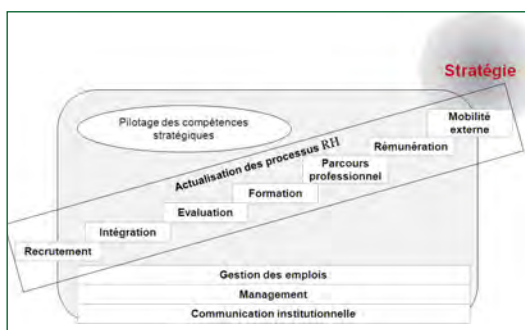 Stratégie
Mobilité
externe
Pilotage des compétences
stratégiques
Rémunération
Actualisation des processus RH
Parcours
professionnel
Formation
Evaluation
Intégration
Recrutement
Gestion des emplois
Management
Communication institutionnelle